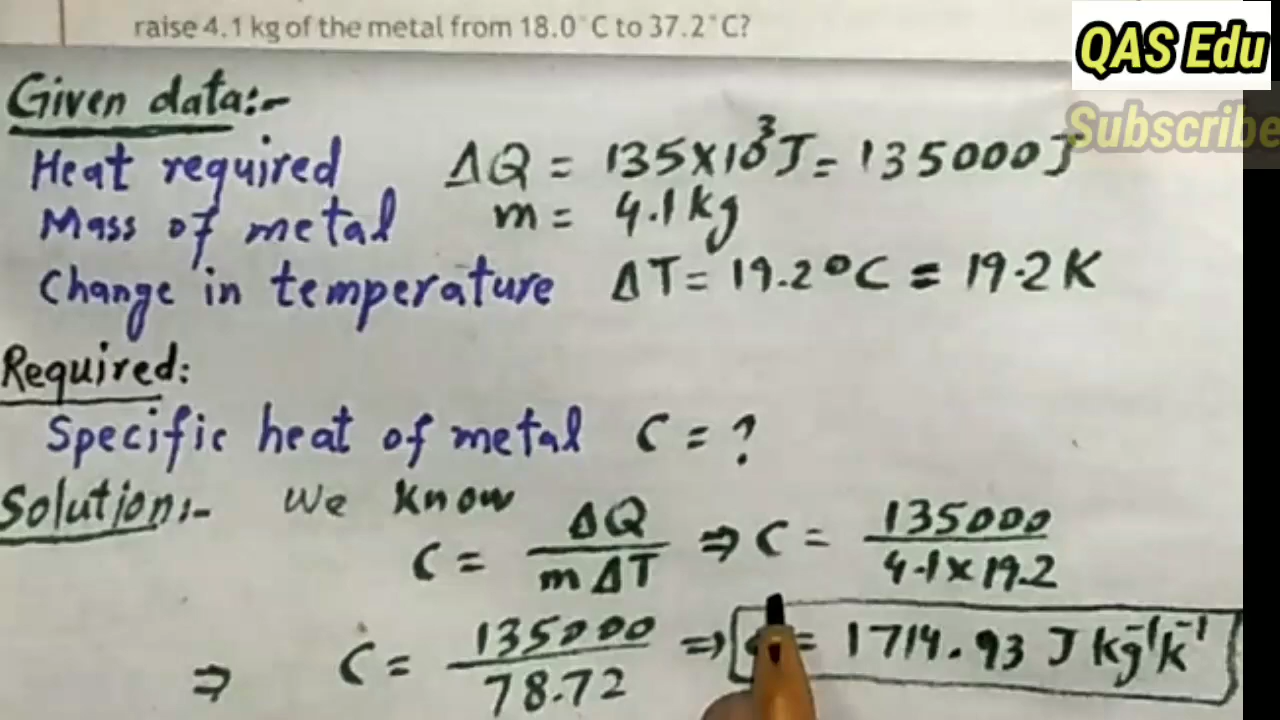 raise 4.1 kg of the metal from 18.0°C to 37.2°C?
QAS Edu
Subscribe
Given data:-
Heat required ΔQ = 135×10³J = 135000J
Mass of metal m = 4.1kg
Change in temperature ΔT = 19.2°C = 19.2K
Required:
Specific heat of metal C = ?
Solution:- We know
C = ΔQ / mΔT ⇒ C = 135000 / 4.1×19.2
⇒ C = 135000 / 78.72 ⇒ = 1714.93 J kg⁻¹k⁻¹